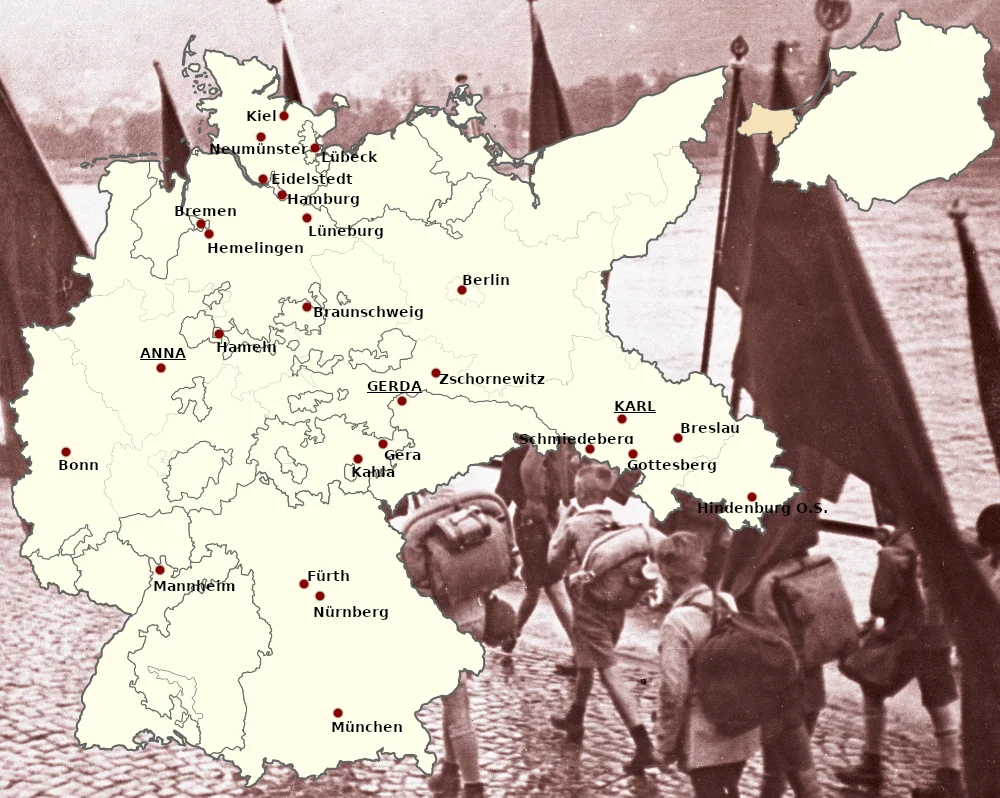 Kiel
Neumünster
Lübeck
Eidelstedt
Hamburg
Bremen
Lüneburg
Hemelingen
Berlin
Braunschweig
Hameln
ANNA
Zschornewitz
GERDA
KARL
Breslau
Schmiedeberg
Gera
Bonn
Kahla
Gottesberg
Hindenburg O.S.
Mannheim
Fürth
Nürnberg
München